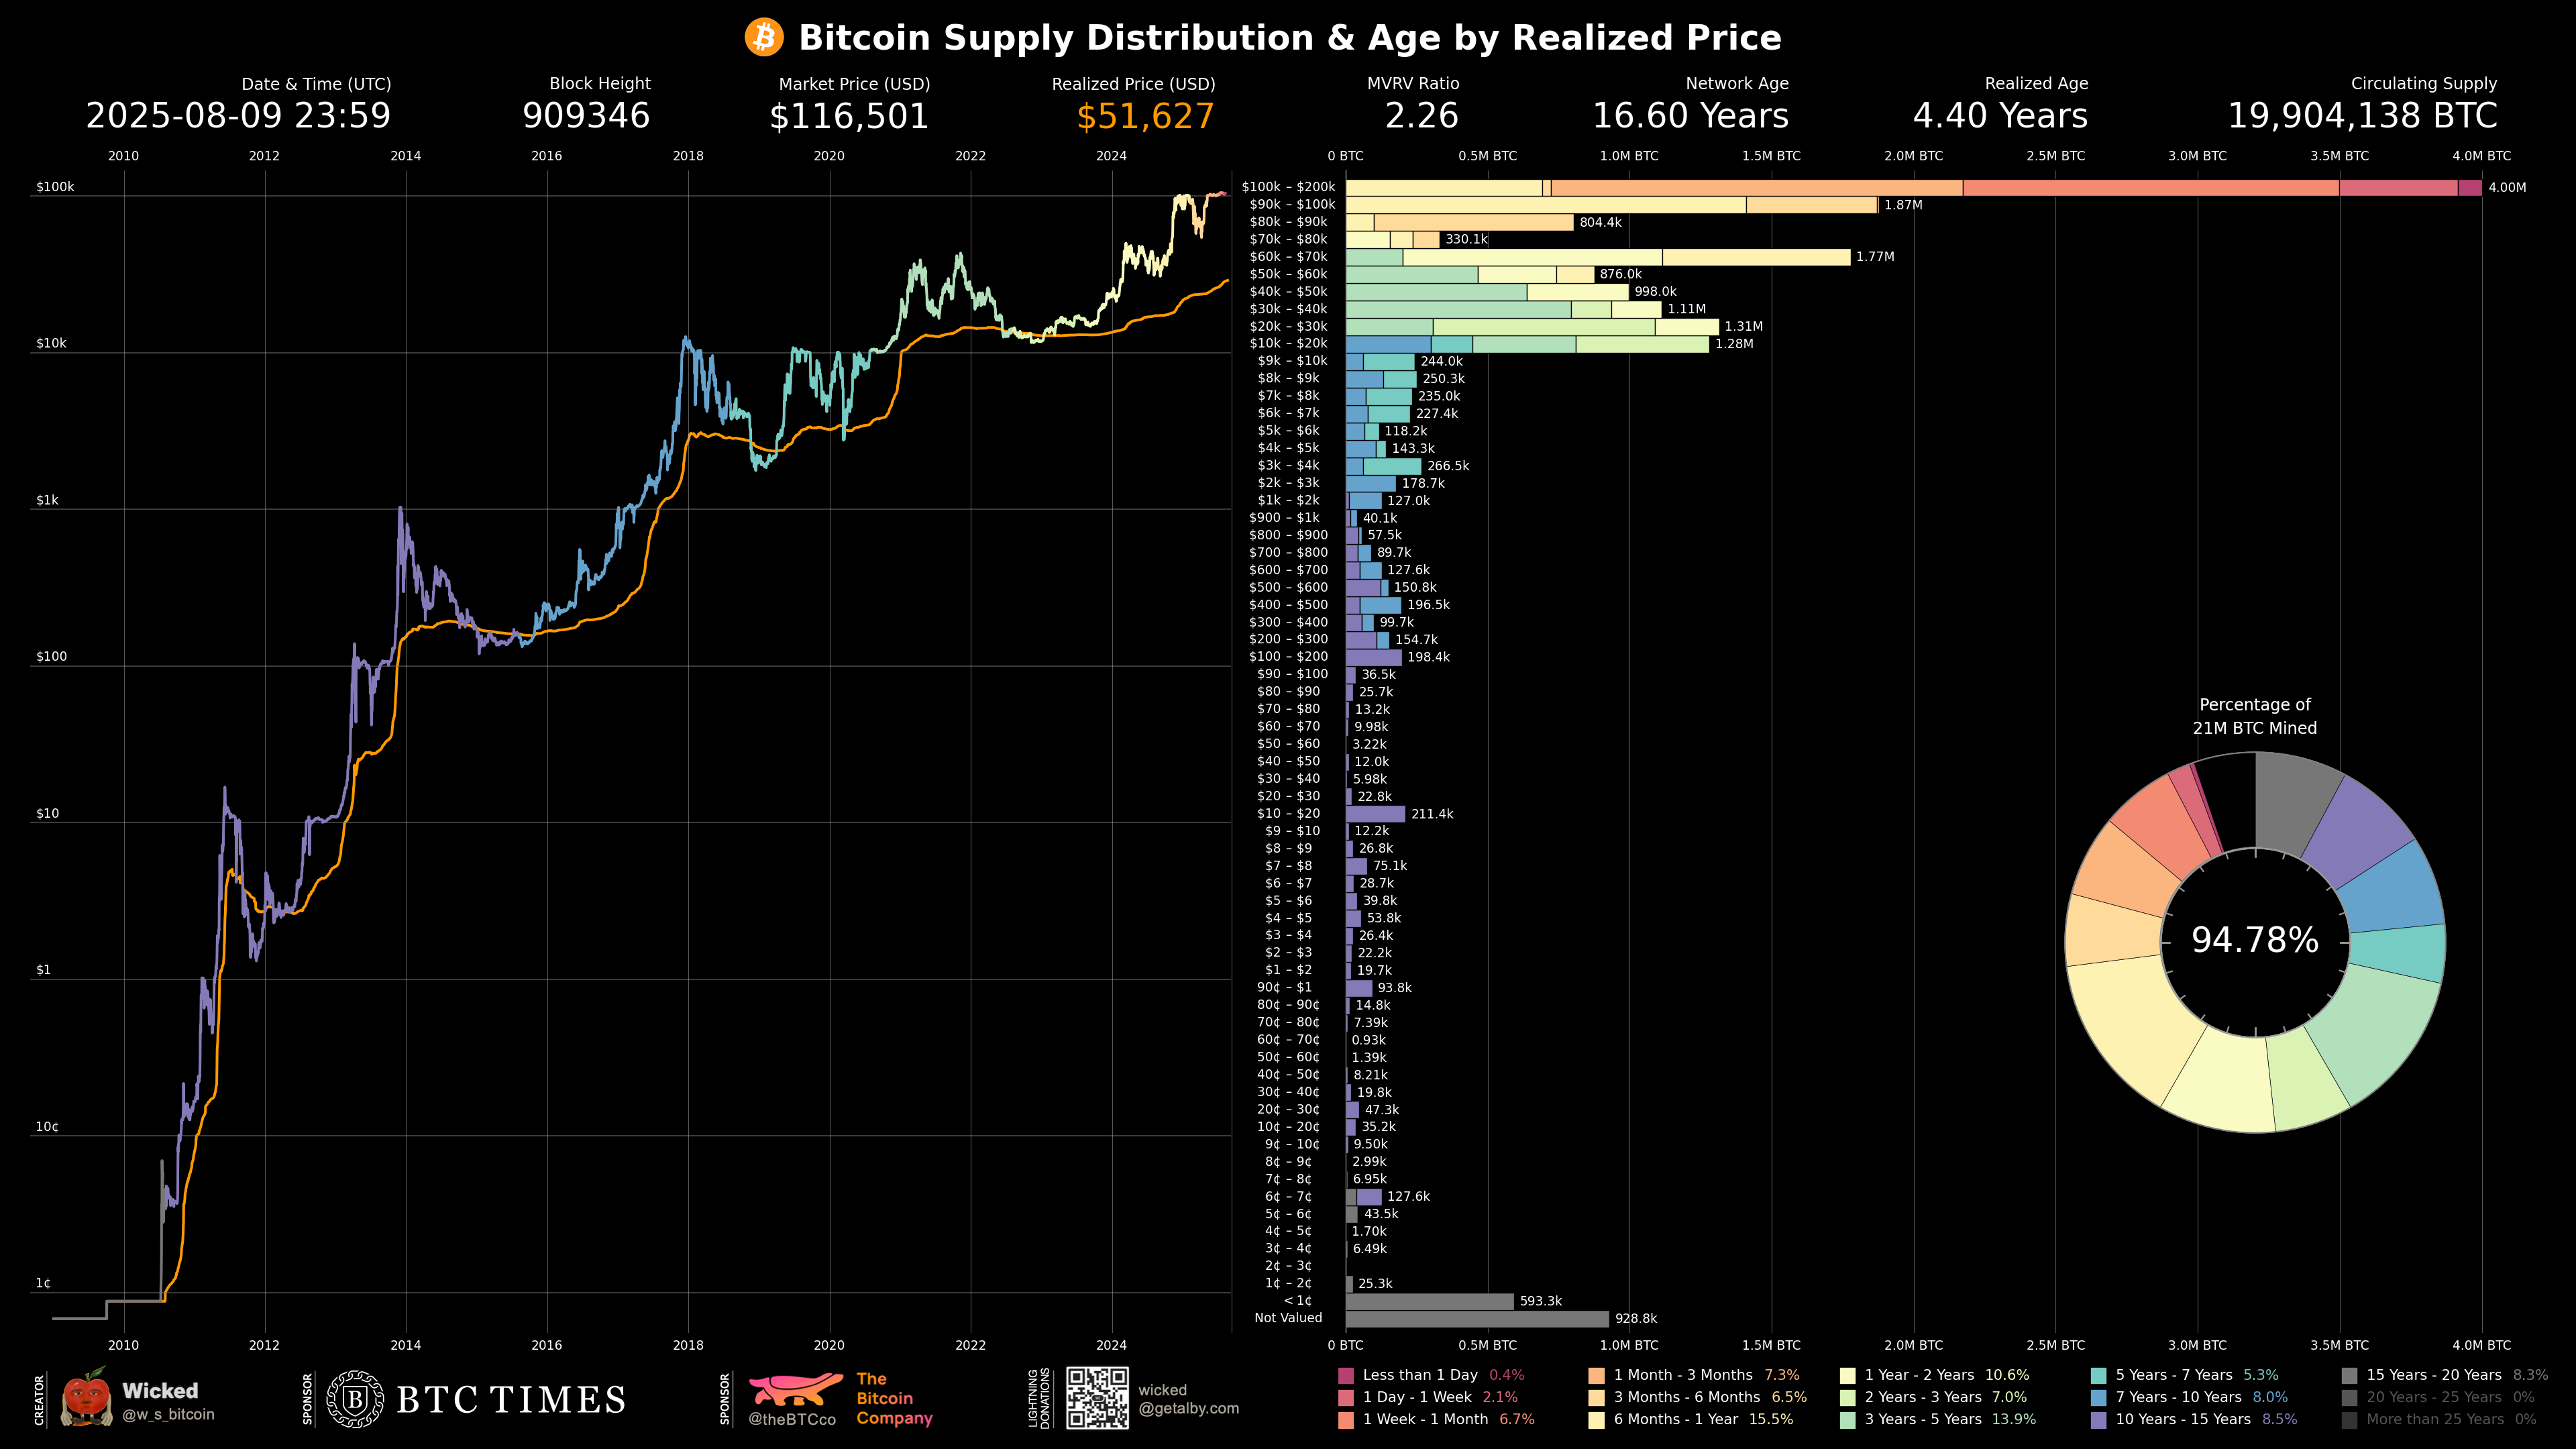 Bitcoin Supply Distribution & Age by Realized Price
Date & Time (UTC)
2025-08-09 23:59
Block Height
909346
Market Price (USD)
$116,501
Realized Price (USD)
$51,627
MVRV Ratio
2.26
Network Age
16.60 Years
Realized Age
4.40 Years
Circulating Supply
19,904,138 BTC
2010 2012 2014 2016 2018 2020 2022 2024
$100k
$10k
$1k
$100
$10
$1
10¢
1¢
2010 2012 2014 2016 2018 2020 2022 2024
0 BTC 0.5M BTC 1.0M BTC 1.5M BTC 2.0M BTC 2.5M BTC 3.0M BTC 3.5M BTC 4.0M BTC
$100k – $200k 4.00M
$90k – $100k 1.87M
$80k – $90k 804.4k
$70k – $80k 330.1k
$60k – $70k 1.77M
$50k – $60k 876.0k
$40k – $50k 998.0k
$30k – $40k 1.11M
$20k – $30k 1.31M
$10k – $20k 1.28M
$9k – $10k 244.0k
$8k – $9k 250.3k
$7k – $8k 235.0k
$6k – $7k 227.4k
$5k – $6k 118.2k
$4k – $5k 143.3k
$3k – $4k 266.5k
$2k – $3k 178.7k
$1k – $2k 127.0k
$900 – $1k 40.1k
$800 – $900 57.5k
$700 – $800 89.7k
$600 – $700 127.6k
$500 – $600 150.8k
$400 – $500 196.5k
$300 – $400 99.7k
$200 – $300 154.7k
$100 – $200 198.4k
$90 – $100 36.5k
$80 – $90 25.7k
$70 – $80 13.2k
$60 – $70 9.98k
$50 – $60 3.22k
$40 – $50 12.0k
$30 – $40 5.98k
$20 – $30 22.8k
$10 – $20 211.4k
$9 – $10 12.2k
$8 – $9 26.8k
$7 – $8 75.1k
$6 – $7 28.7k
$5 – $6 39.8k
$4 – $5 53.8k
$3 – $4 26.4k
$2 – $3 22.2k
$1 – $2 19.7k
90¢ – $1 93.8k
80¢ – 90¢ 14.8k
70¢ – 80¢ 7.39k
60¢ – 70¢ 0.93k
50¢ – 60¢ 1.39k
40¢ – 50¢ 8.21k
30¢ – 40¢ 19.8k
20¢ – 30¢ 47.3k
10¢ – 20¢ 35.2k
9¢ – 10¢ 9.50k
8¢ – 9¢ 2.99k
7¢ – 8¢ 6.95k
6¢ – 7¢ 127.6k
5¢ – 6¢ 43.5k
4¢ – 5¢ 1.70k
3¢ – 4¢ 6.49k
2¢ – 3¢
1¢ – 2¢ 25.3k
< 1¢ 593.3k
Not Valued 928.8k
0 BTC 0.5M BTC 1.0M BTC 1.5M BTC 2.0M BTC 2.5M BTC 3.0M BTC 3.5M BTC 4.0M BTC
Percentage of
21M BTC Mined
94.78%
CREATOR
Wicked
@w_s_bitcoin
SPONSOR
B
BTC TIMES
SPONSOR
@theBTCco
The
Bitcoin
Company
LIGHTNING
DONATIONS
wicked
@getalby.com
Less than 1 Day 0.4%
1 Day - 1 Week 2.1%
1 Week - 1 Month 6.7%
1 Month - 3 Months 7.3%
3 Months - 6 Months 6.5%
6 Months - 1 Year 15.5%
1 Year - 2 Years 10.6%
2 Years - 3 Years 7.0%
3 Years - 5 Years 13.9%
5 Years - 7 Years 5.3%
7 Years - 10 Years 8.0%
10 Years - 15 Years 8.5%
15 Years - 20 Years 8.3%
20 Years - 25 Years 0%
More than 25 Years 0%